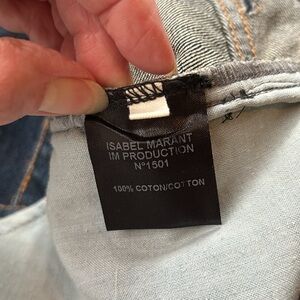 ISABEL MARANT
IM PRODUCTION
N°1501
100% COTON/COTTON